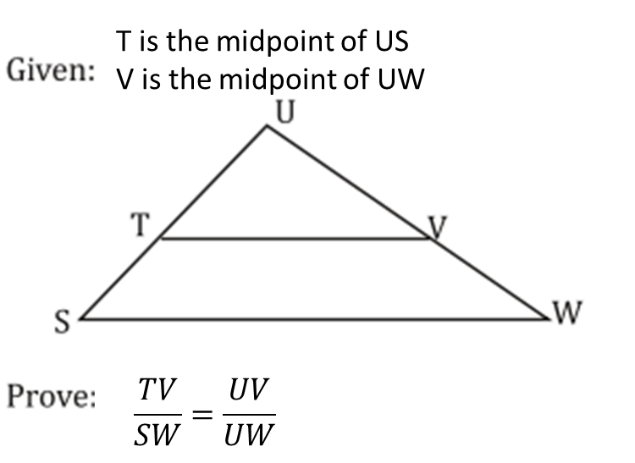 T is the midpoint of US
Given: V is the midpoint of UW
U
T
V
S
W
Prove: TV/SW = UV/UW